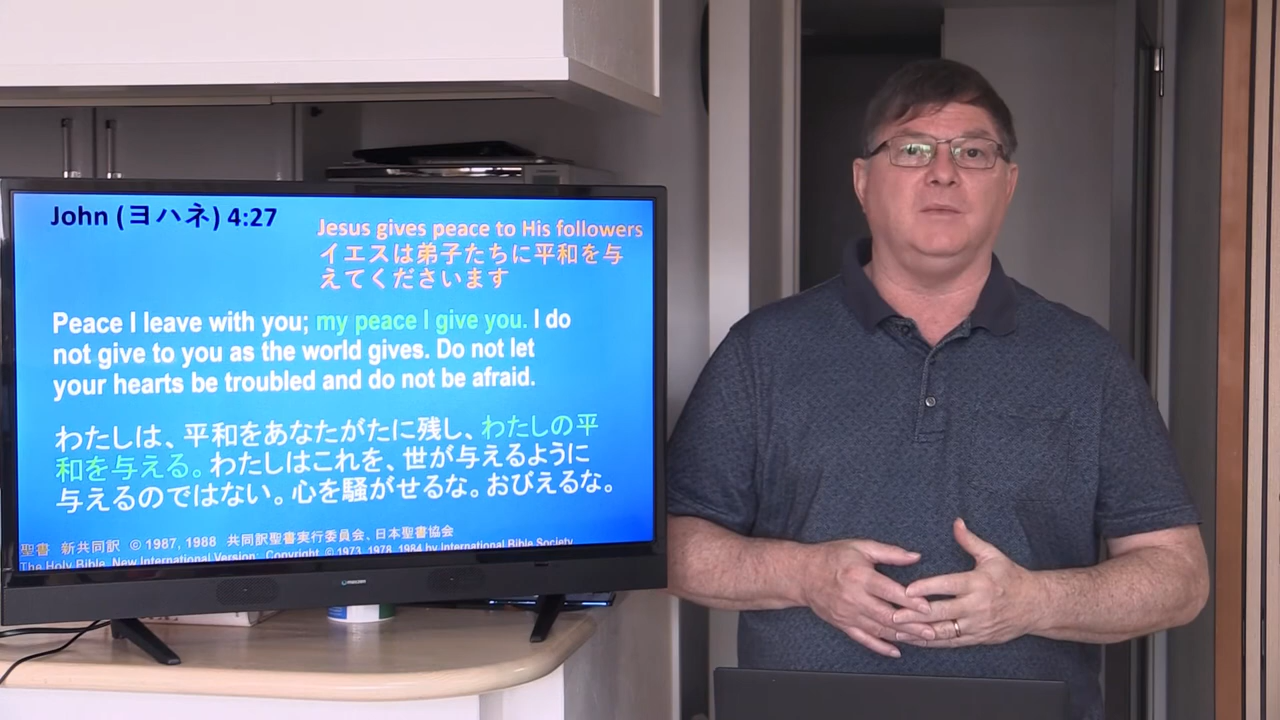 John (ヨハネ) 4:27
Jesus gives peace to His followers
イエスは弟子たちに平和を与
えてくださいます
Peace I leave with you; my peace I give you. I do
not give to you as the world gives. Do not let
your hearts be troubled and do not be afraid.
わたしは、平和をあなたがたに残し、わたしの平
和を与える。わたしはこれを、世が与えるように
与えるのではない。心を騒がせるな。おびえるな。
聖書 新共同訳 © 1987, 1988 共同訳聖書実行委員会、日本聖書協会
The Holy Bible, New International Version: Copyright © 1973, 1978, 1984 by International Bible Society